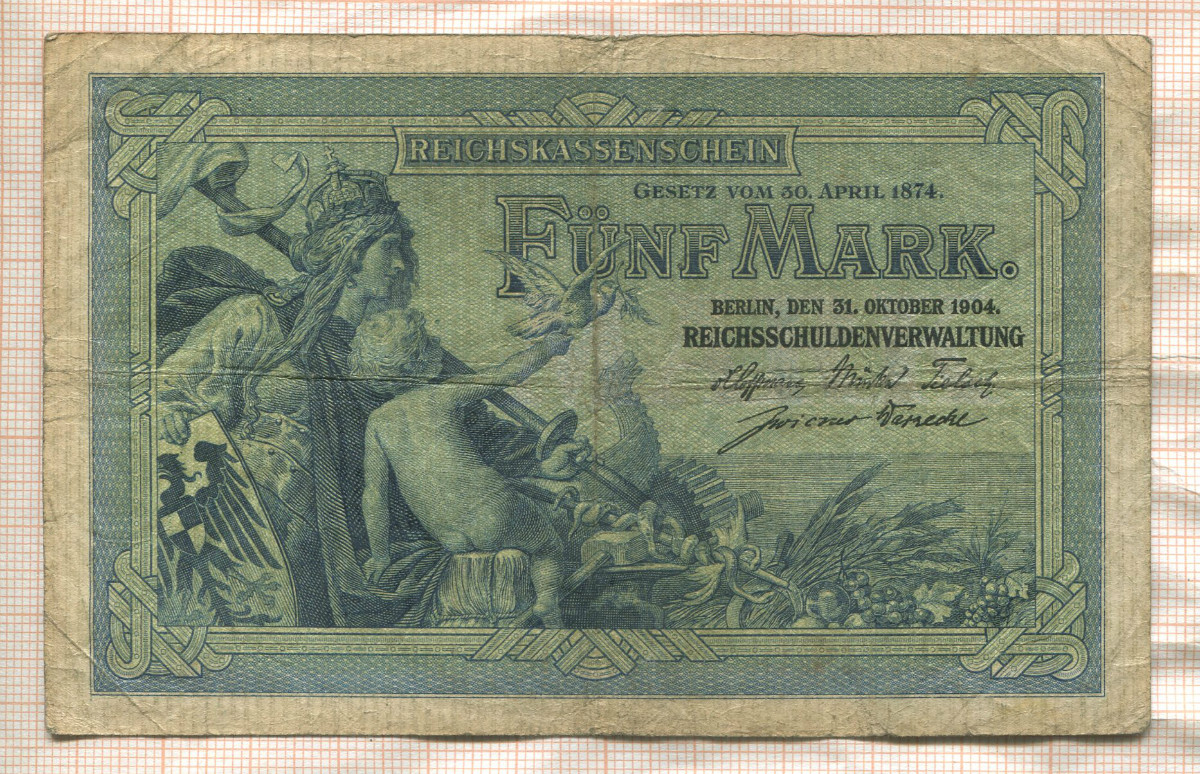 REICHSKASSENSCHEIN
GESETZ VOM 30. APRIL 1874.
FÜNF MARK.
BERLIN, DEN 31. OKTOBER 1904.
REICHSSCHULDENVERWALTUNG